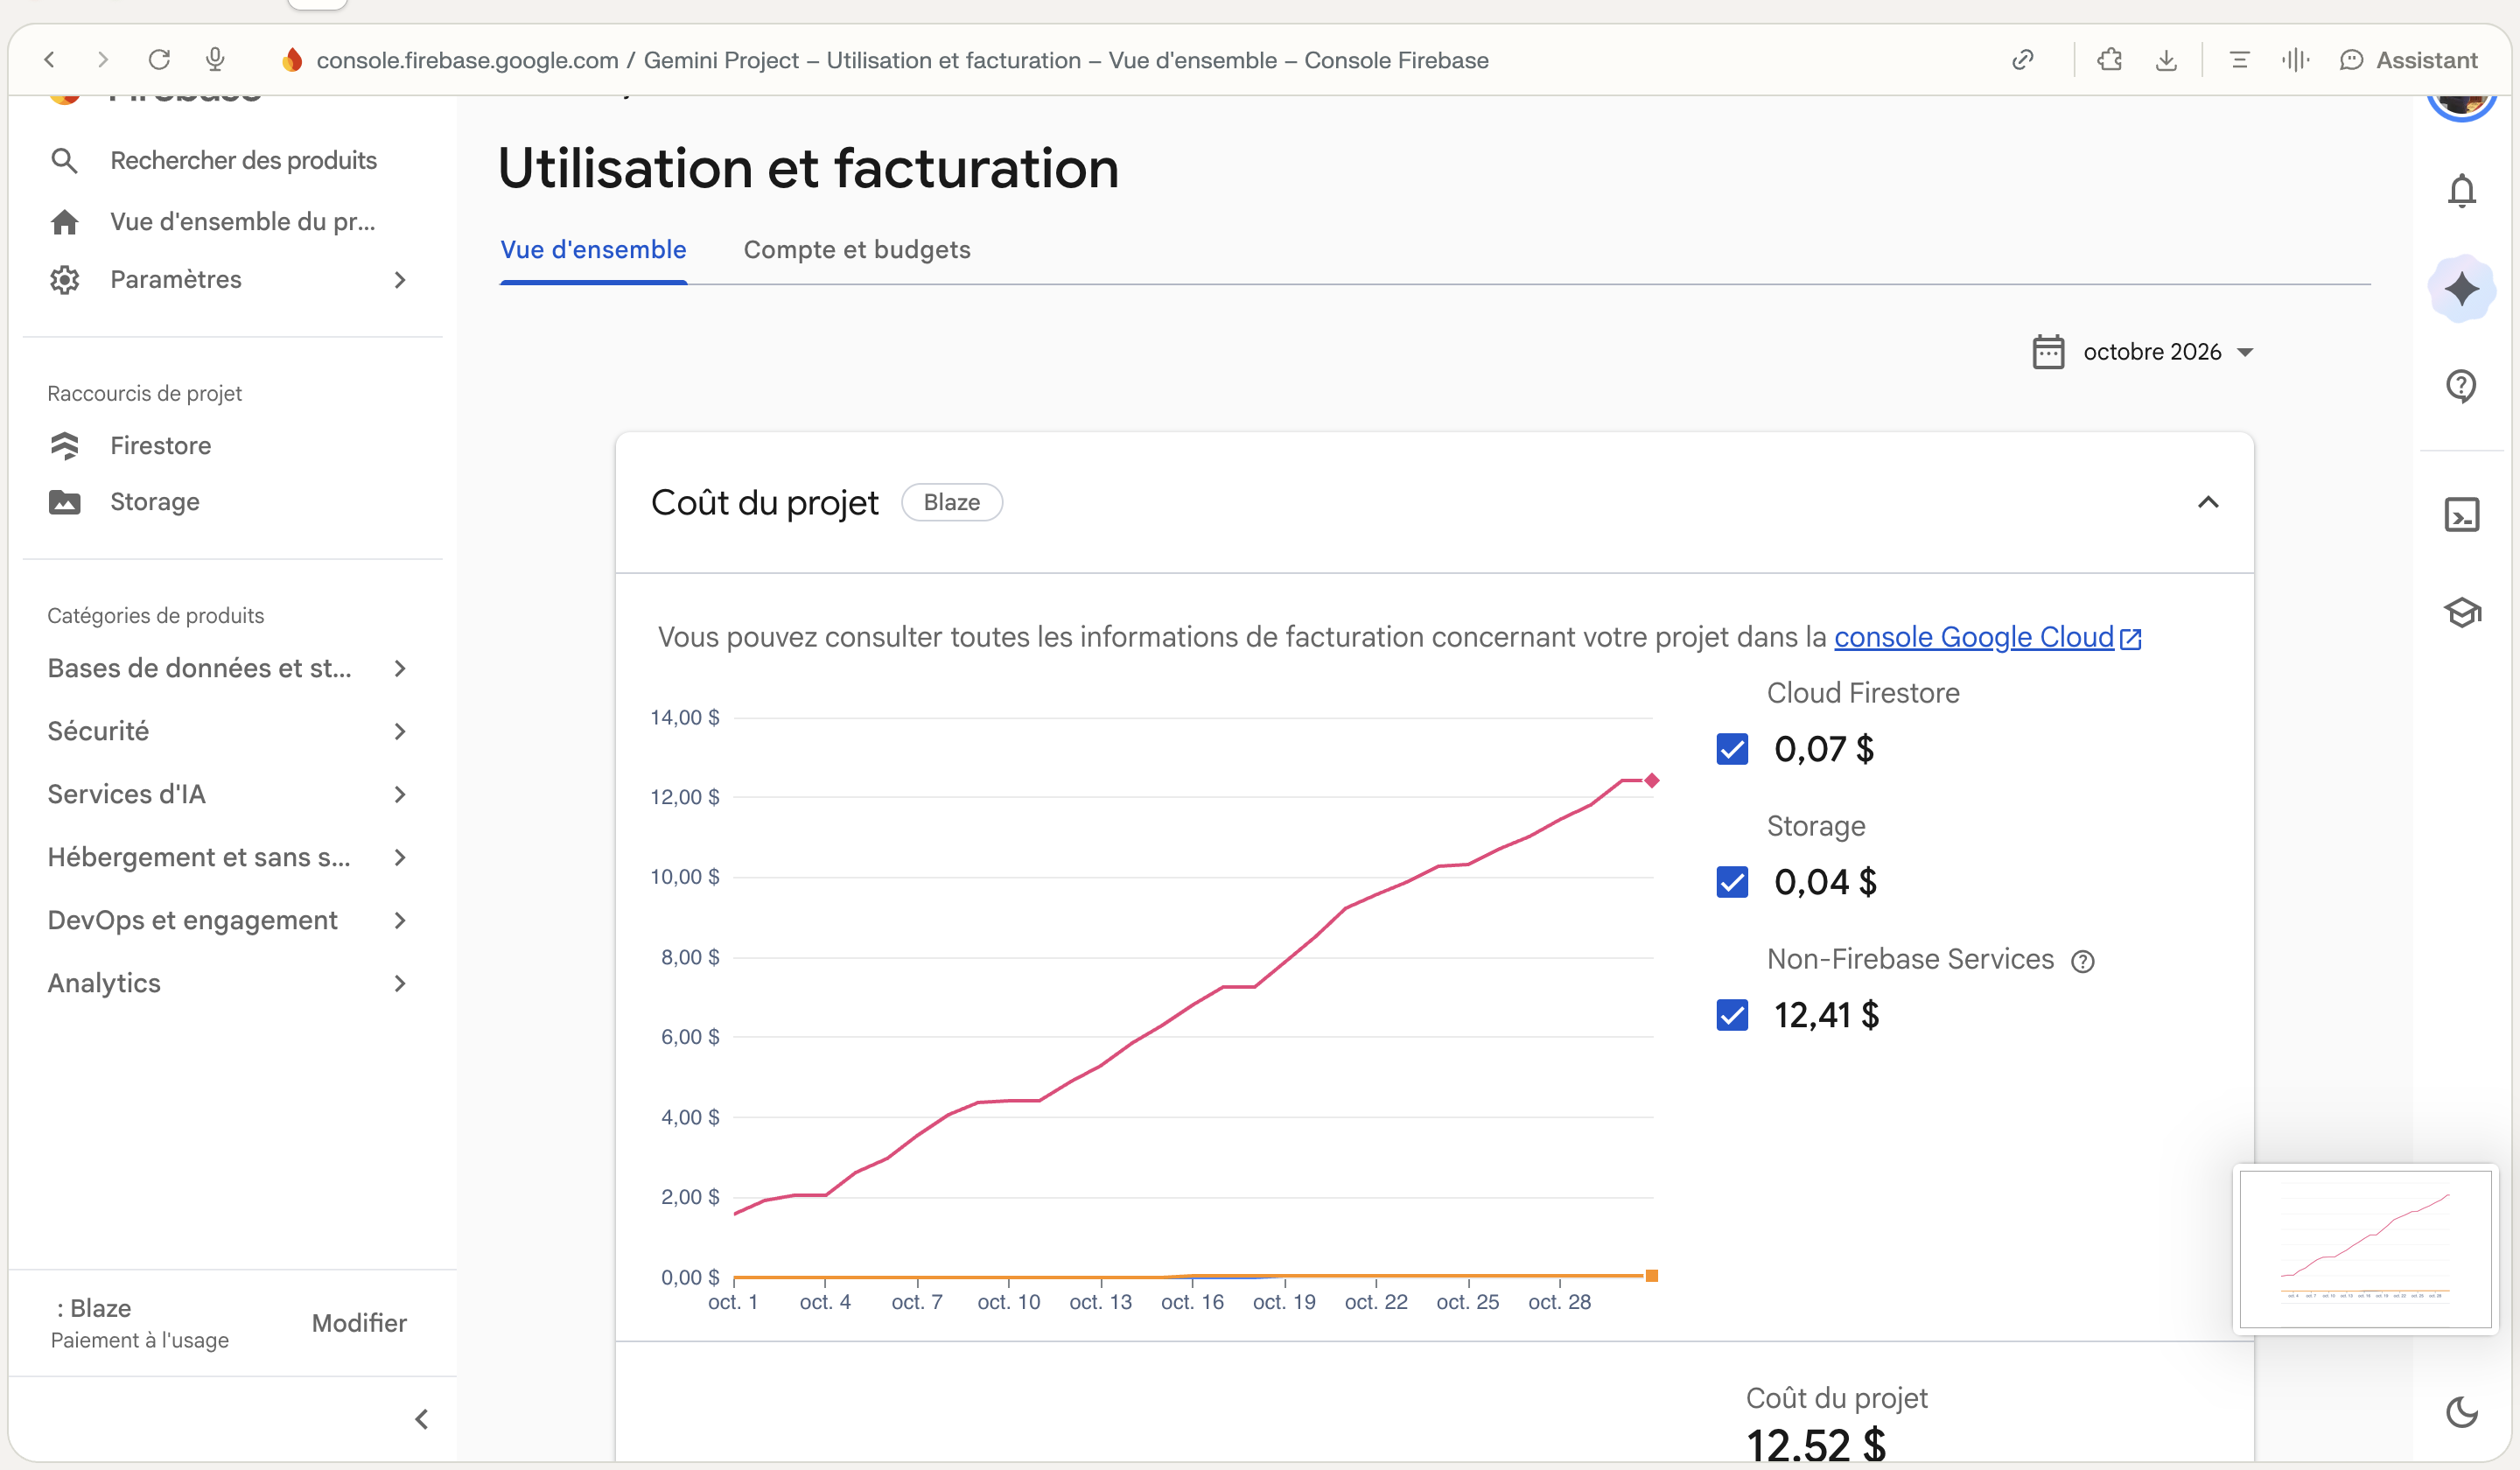 console.firebase.google.com / Gemini Project – Utilisation et facturation – Vue d'ensemble – Console Firebase
Assistant
Firebase
Rechercher des produits
Vue d'ensemble du pr...
Paramètres
Raccourcis de projet
Firestore
Storage
Catégories de produits
Bases de données et st...
Sécurité
Services d'IA
Hébergement et sans s...
DevOps et engagement
Analytics
: Blaze
Paiement à l'usage
Modifier
Utilisation et facturation
Vue d'ensemble
Compte et budgets
octobre 2026
Coût du projet
Blaze
Vous pouvez consulter toutes les informations de facturation concernant votre projet dans la console Google Cloud
14,00 $
12,00 $
10,00 $
8,00 $
6,00 $
4,00 $
2,00 $
0,00 $
oct. 1
oct. 4
oct. 7
oct. 10
oct. 13
oct. 16
oct. 19
oct. 22
oct. 25
oct. 28
Cloud Firestore
0,07 $
Storage
0,04 $
Non-Firebase Services
12,41 $
Coût du projet
12.52 $